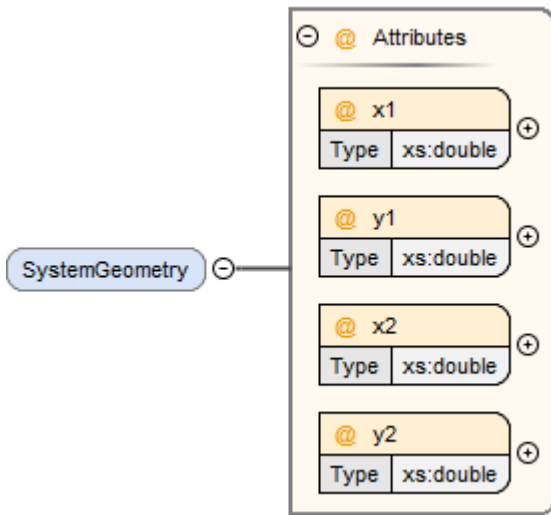 @ Attributes
@ x1
Type xs:double
@ y1
Type xs:double
SystemGeometry
@ x2
Type xs:double
@ y2
Type xs:double